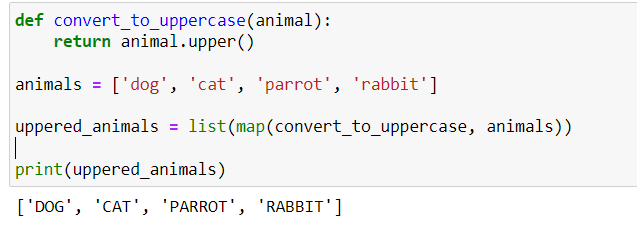 def convert_to_uppercase(animal):
    return animal.upper()
animals = ['dog', 'cat', 'parrot', 'rabbit']
uppered_animals = list(map(convert_to_uppercase, animals))
print(uppered_animals)
['DOG', 'CAT', 'PARROT', 'RABBIT']